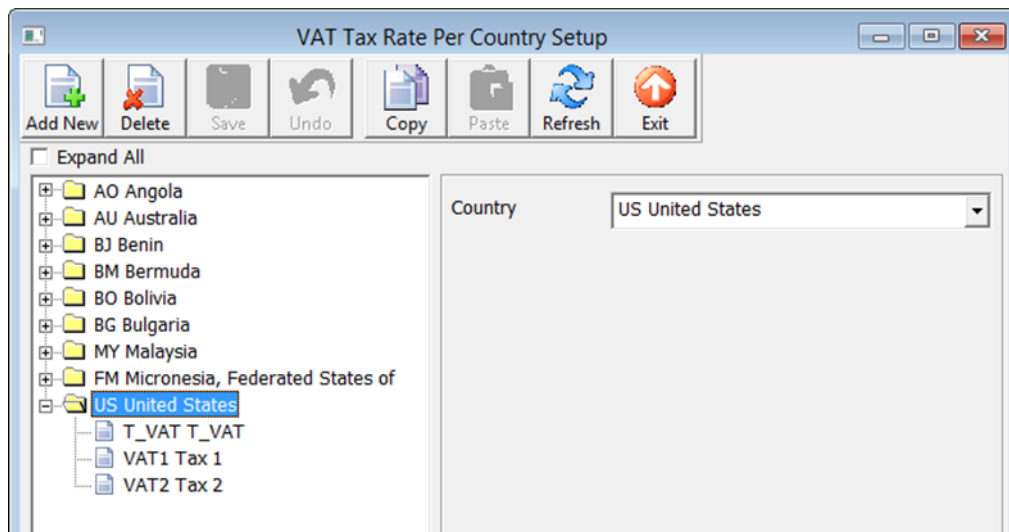 VAT Tax Rate Per Country Setup
Add New Delete Save Undo Copy Paste Refresh Exit
Expand All
AO Angola
AU Australia
BJ Benin
BM Bermuda
BO Bolivia
BG Bulgaria
MY Malaysia
FM Micronesia, Federated States of
US United States
T_VAT T_VAT
VAT1 Tax 1
VAT2 Tax 2
Country US United States